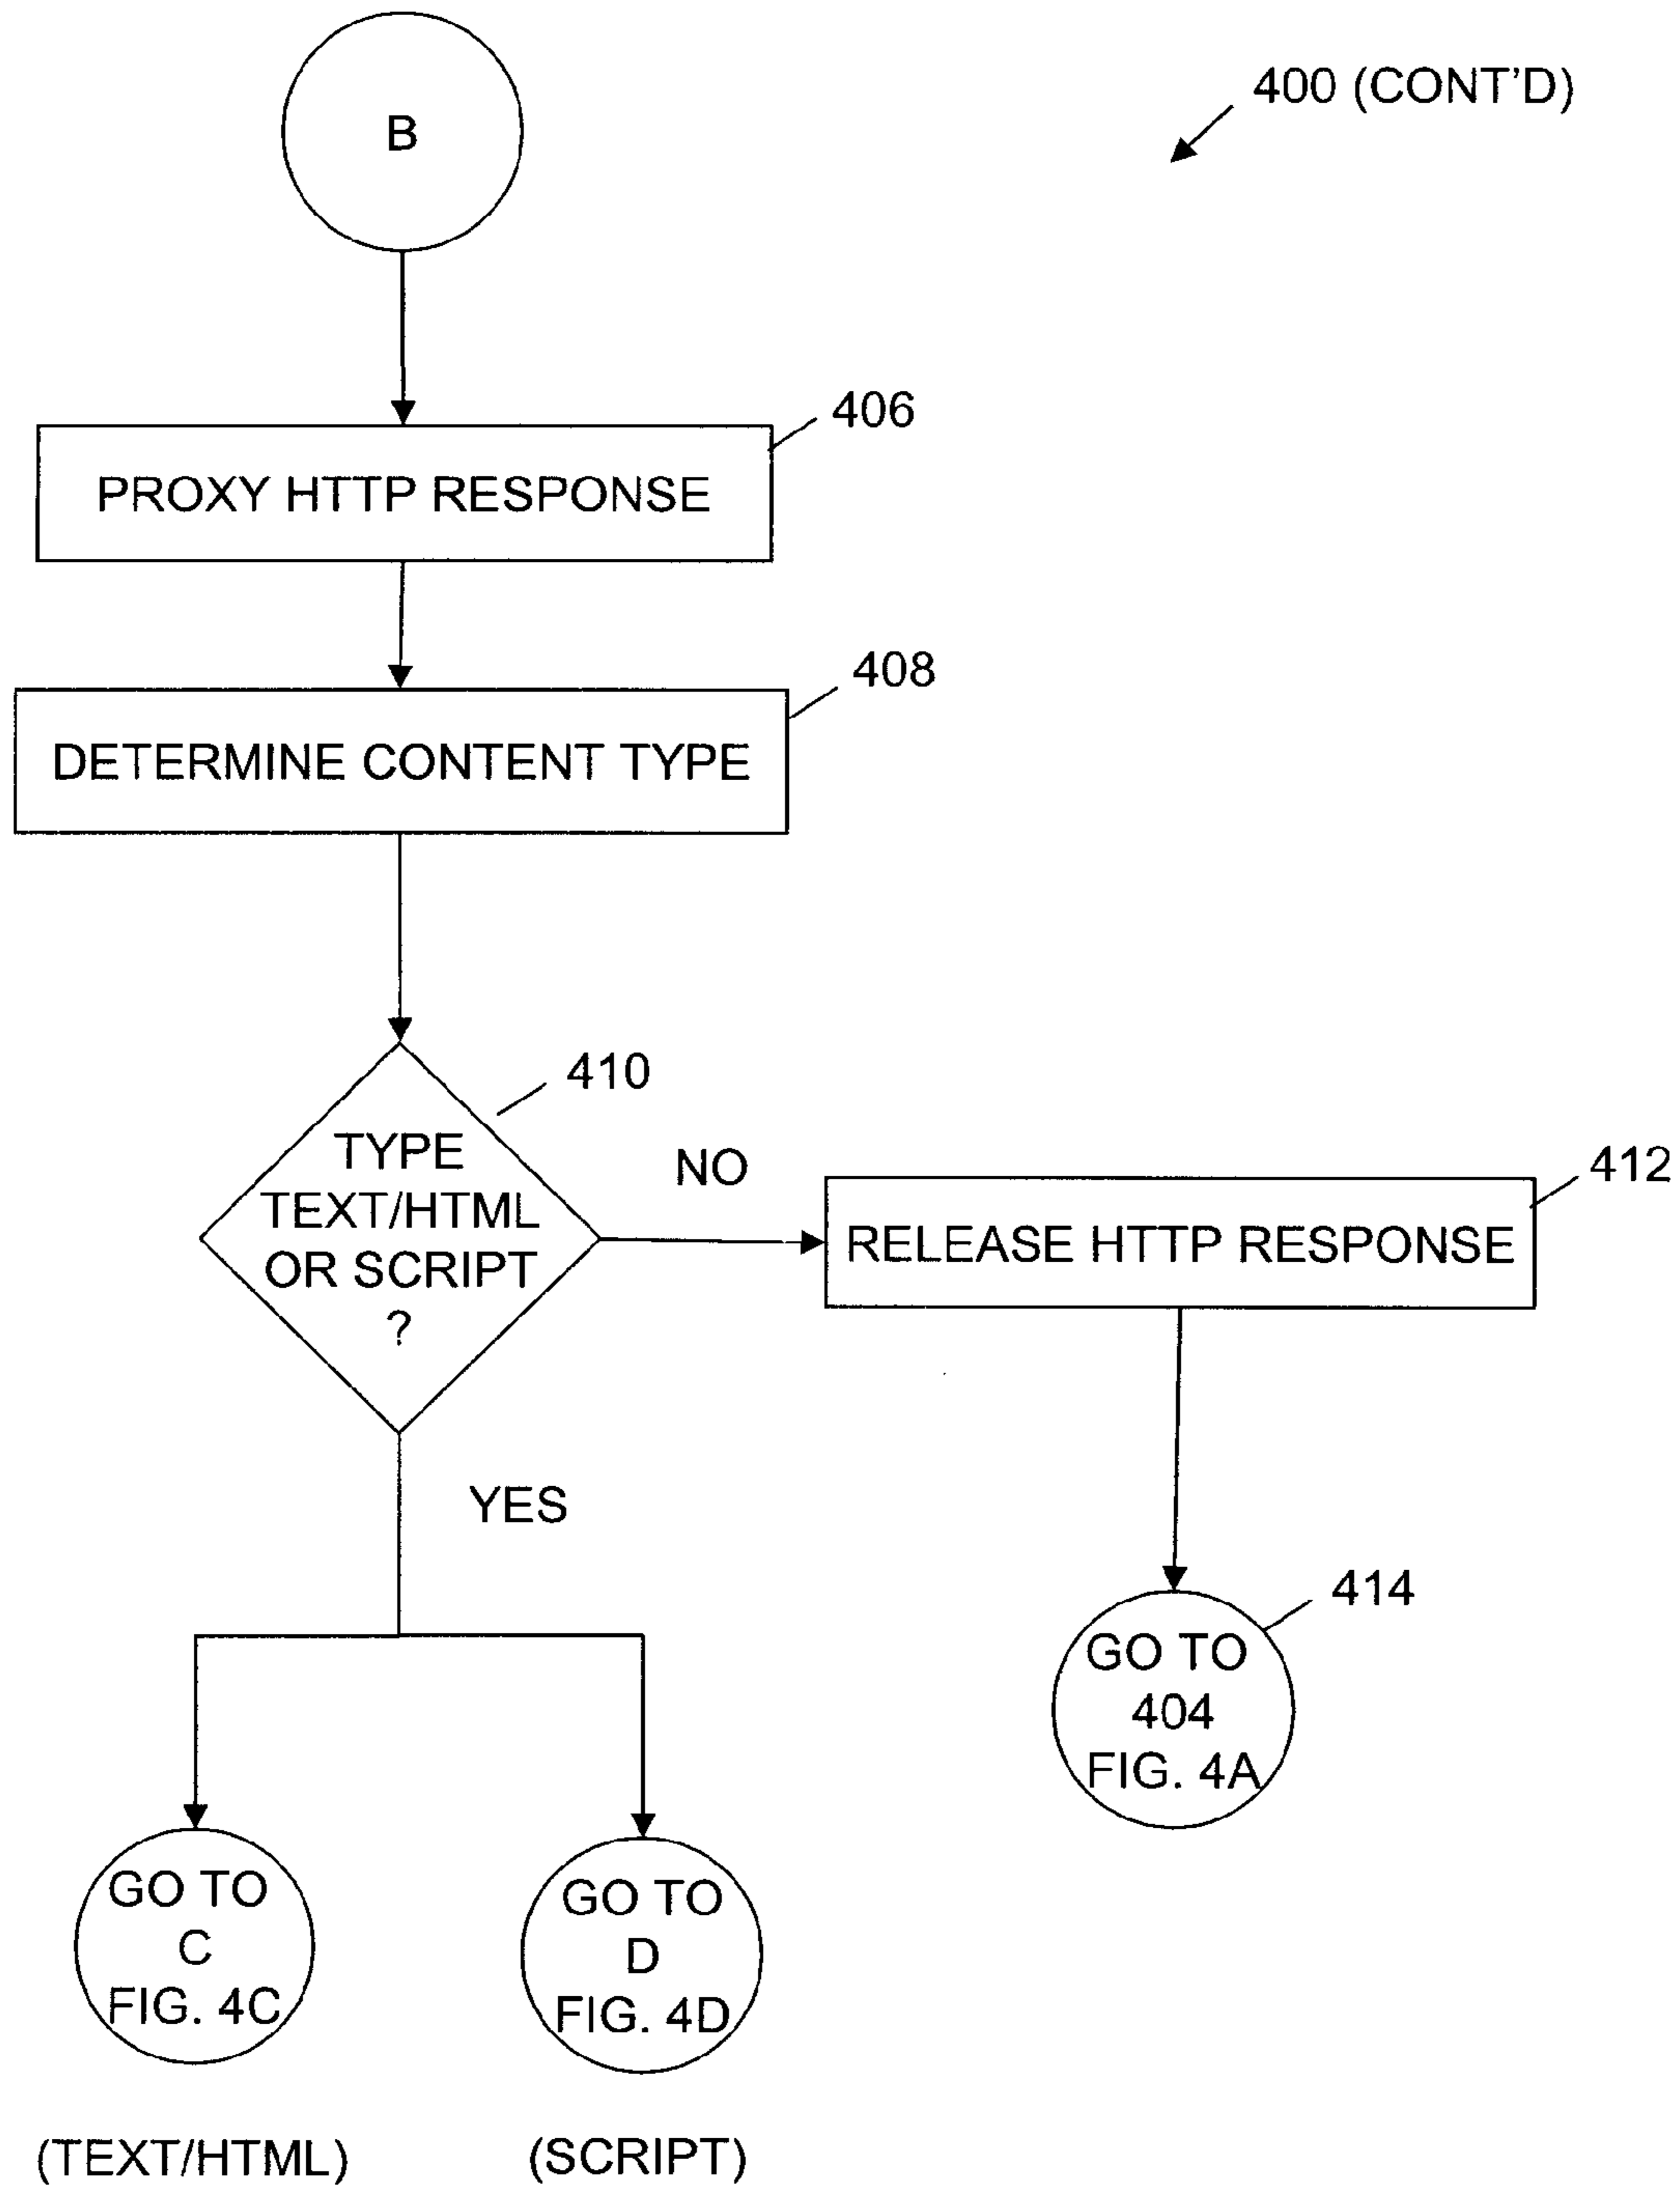 400 (CONT'D)
B
406
PROXY HTTP RESPONSE
408
DETERMINE CONTENT TYPE
410
TYPE
TEXT/HTML
OR SCRIPT
?
NO
412
RELEASE HTTP RESPONSE
YES
414
GO TO
404
FIG. 4A
GO TO
C
FIG. 4C
GO TO
D
FIG. 4D
(TEXT/HTML)
(SCRIPT)